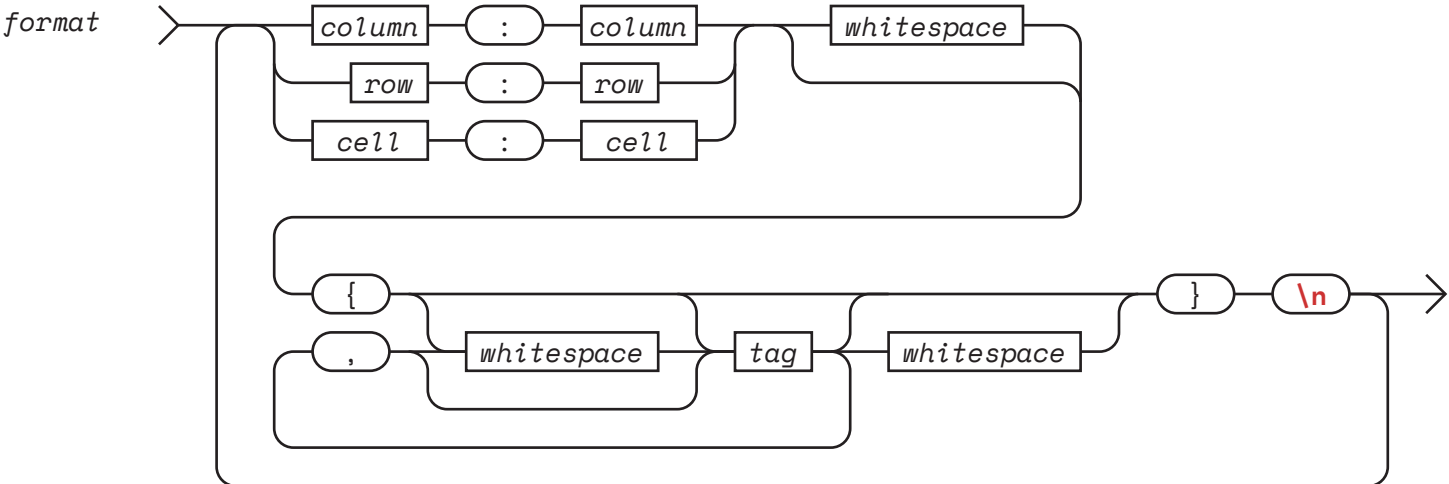 format column : column whitespace
row : row
cell : cell
{ } \n
, whitespace tag whitespace